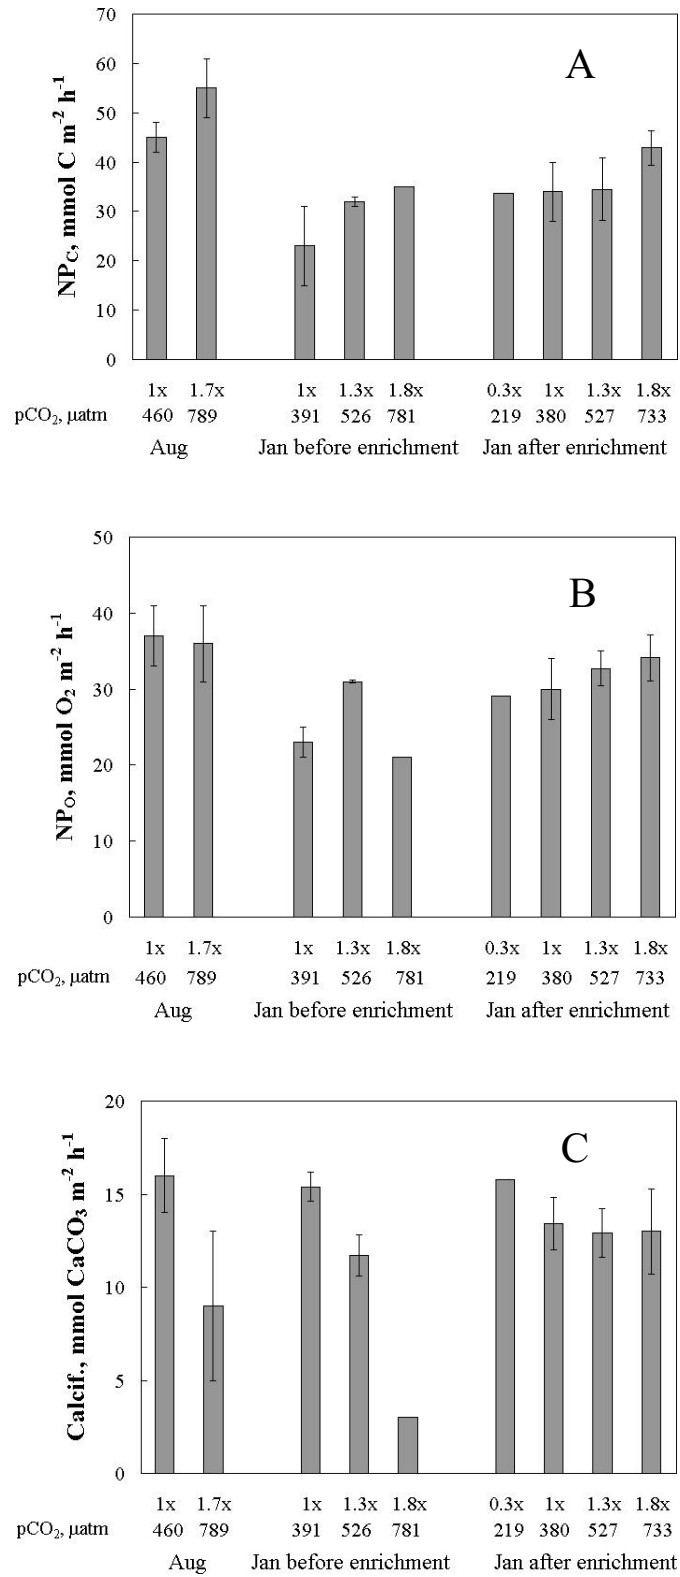 70
A
60
50
40
30
20
10
0
NP_C, mmol C m⁻² h⁻¹
1x 1.7x 1x 1.3x 1.8x 0.3x 1x 1.3x 1.8x
pCO₂, µatm 460 789 391 526 781 219 380 527 733
Aug Jan before enrichment Jan after enrichment
50
B
40
30
20
10
0
NP_O, mmol O₂ m⁻² h⁻¹
1x 1.7x 1x 1.3x 1.8x 0.3x 1x 1.3x 1.8x
pCO₂, µatm 460 789 391 526 781 219 380 527 733
Aug Jan before enrichment Jan after enrichment
20
C
15
10
5
0
Calcif., mmol CaCO₃ m⁻² h⁻¹
1x 1.7x 1x 1.3x 1.8x 0.3x 1x 1.3x 1.8x
pCO₂, µatm 460 789 391 526 781 219 380 527 733
Aug Jan before enrichment Jan after enrichment